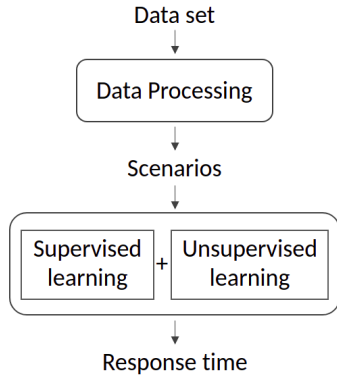 Data set
Data Processing
Scenarios
Supervised learning + Unsupervised learning
Response time